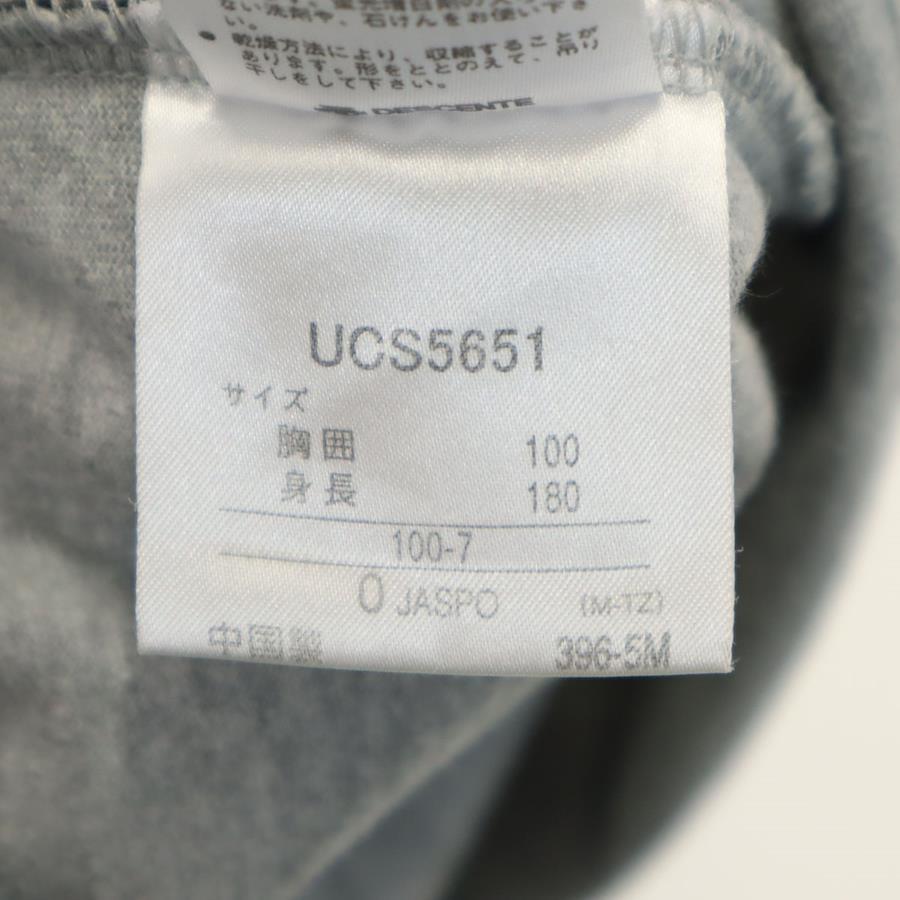 ない洗剤や、石けんをお使い下さい。
● 乾燥方法により、収縮することが
あります。形をととのえて、吊り
干しをして下さい。
DESCENTE
UCS5651
サイズ
胸囲 100
身長 180
100-7
O JASPO (M-TZ)
中国製 396-5M